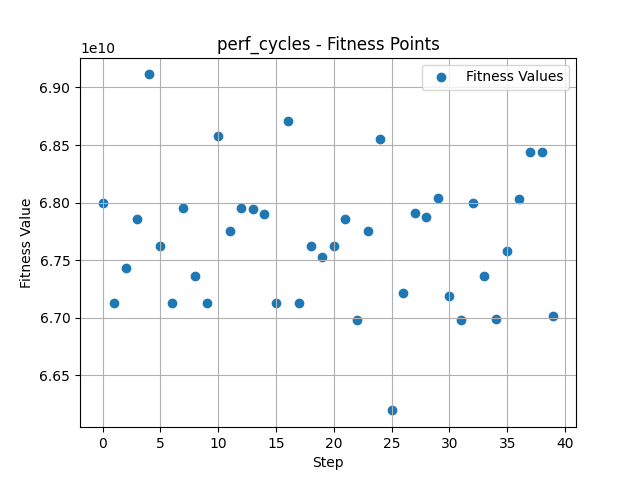 perf_cycles - Fitness Points
1e10
Fitness Values
6.90
6.85
6.80
6.75
6.70
6.65
Fitness Value
0 5 10 15 20 25 30 35 40
Step